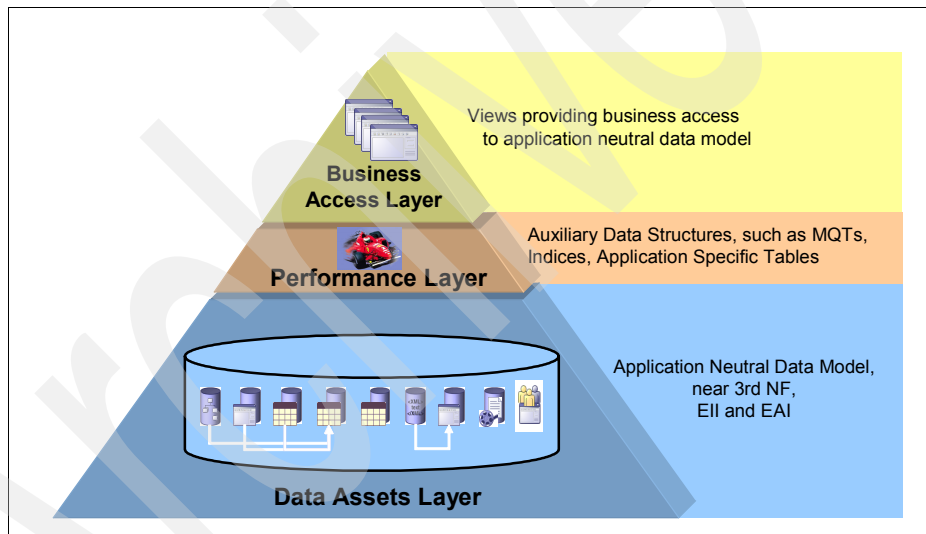 Views providing business access
to application neutral data model
Business
Access Layer
Auxiliary Data Structures, such as MQTs,
Indices, Application Specific Tables
Performance Layer
Application Neutral Data Model,
near 3rd NF,
EII and EAI
Data Assets Layer